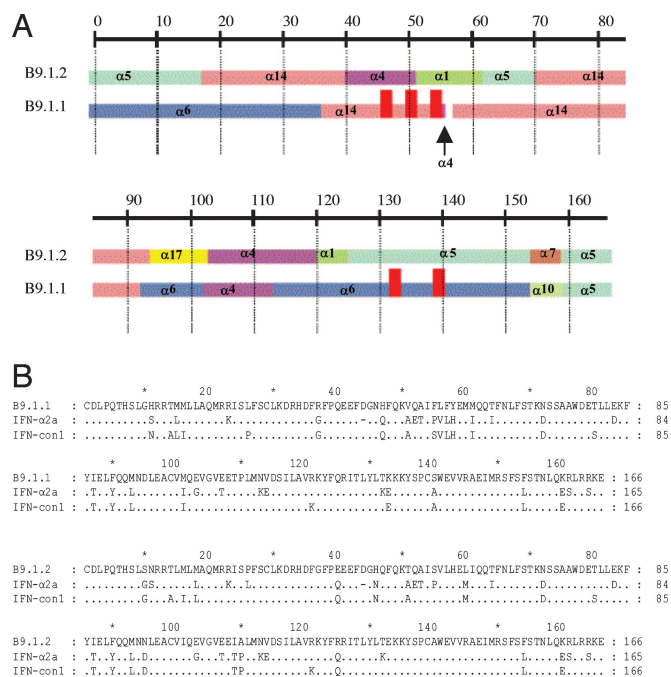 A
0 10 20 30 40 50 60 70 80
B9.1.2 α5 α14 α4 α1 α5 α14
B9.1.1 α6 α14 α14
α4
90 100 110 120 130 140 150 160
B9.1.2 α17 α4 α1 α5 α7 α5
B9.1.1 α6 α4 α6 α10 α5
B
* 20 * 40 * 60 * 80
B9.1.1 : CDLPQTHSLGHRRTMMLLAQMRRISLFSCLKDRHDFRFPQEEFDGNHFQKVQAIFLFYEMMQQTFNLFSTKNSSAAWDETLLEKF : 85
IFN-α2a : ..........S...L.......K.............G......-..Q...AET.PVLH..I..I.......D..........D.. : 84
IFN-con1 : ..........N..ALI.........P..........G.........Q...A...SVLH..I..........D.......S..... : 85
* 100 * 120 * 140 * 160
B9.1.1 : YIELFQQMNDLEACVMQEVGVEETPLMNVDSILAVRKYFQRITLYLTKKKYSPCSWEVVRAEIMRSFSFSTNLQKRLRRKE : 166
IFN-α2a : .T..Y..L.......I.G...T.....KE.................KE......A.............L.....ES..S.. : 165
IFN-con1 : .T..Y..L.......I...................K...........E......A.............L.....E...... : 166
* 20 * 40 * 60 * 80
B9.1.2 : CDLPQTHSLSNRRTLMLMAQMRRISPFSCLKDRHDFGFPEEEFDGHQFQKTQAISVLHELIQQTFNLFSTKNSSAAWDETLLEKF : 85
IFN-α2a : .........GS......L....K..L.............Q...-.N....AET.P....M...I.......D..........D.. : 84
IFN-con1 : .........G...A.I.L.....................Q.....N....A........M...........D.......S..... : 85
* 100 * 120 * 140 * 160
B9.1.2 : YIELFQQMNNLEACVIQEVGVEEIALMNVDSILAVRKYFRRITLYLTEKKYSPCAWEVVRAEIMRSFSFSTNLQKRLRRKE : 166
IFN-α2a : .T..Y..L.D.......G...T.TP..KE..........Q......K.....................L.....ES..S.. : 165
IFN-con1 : .T..Y..L.D.............TP..........K...Q............................L.....E...... : 166